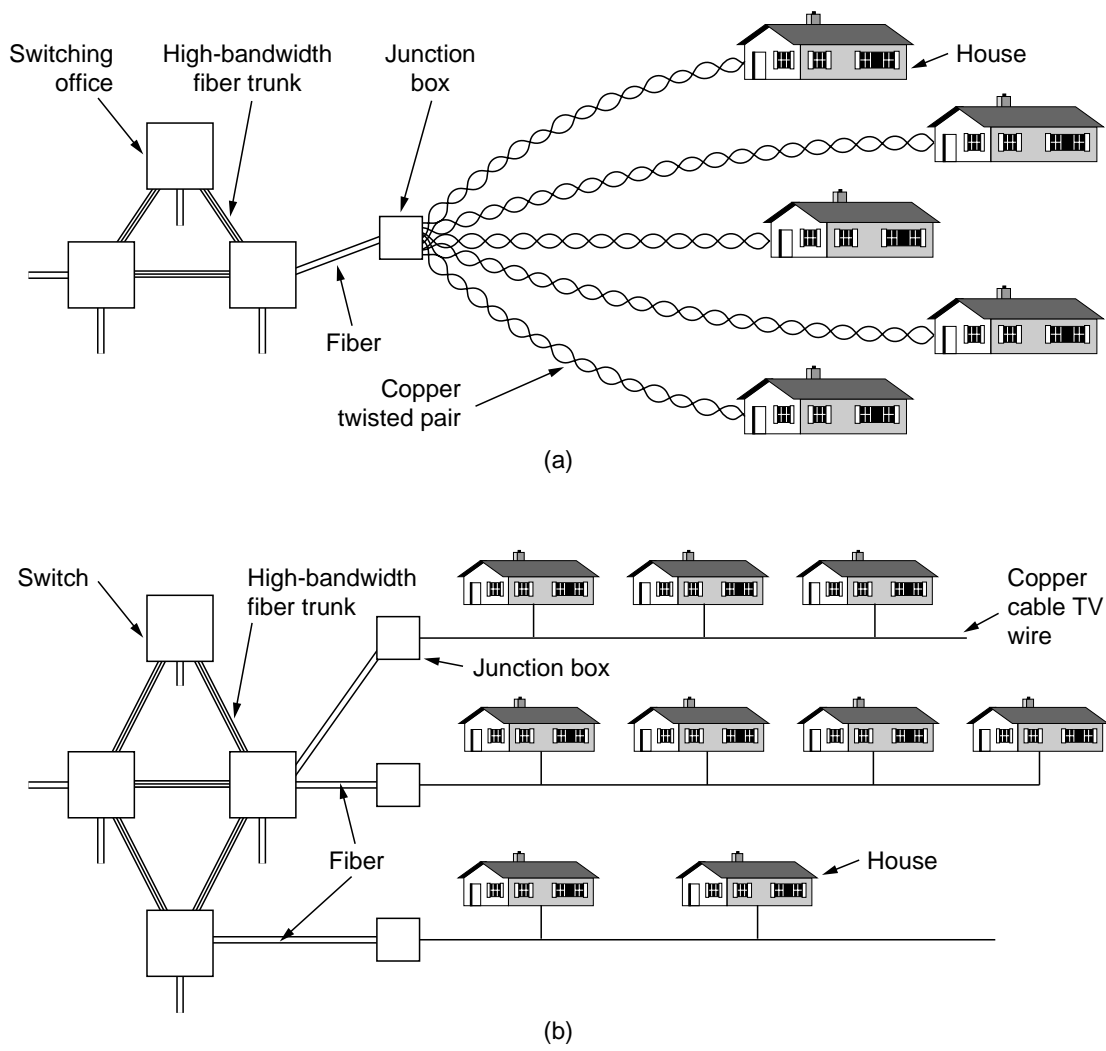 Switching
office
High-bandwidth
fiber trunk
Junction
box
House
Fiber
Copper
twisted pair
(a)
Switch
High-bandwidth
fiber trunk
Copper
cable TV
wire
Junction box
Fiber
House
(b)